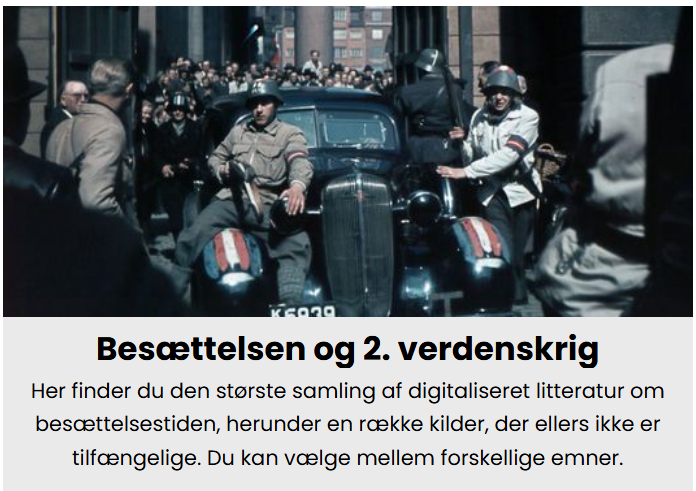 K6939
Besættelsen og 2. verdenskrig
Her finder du den største samling af digitaliseret litteratur om
besættelsestiden, herunder en række kilder, der ellers ikke er
tilfængelige. Du kan vælge mellem forskellige emner.